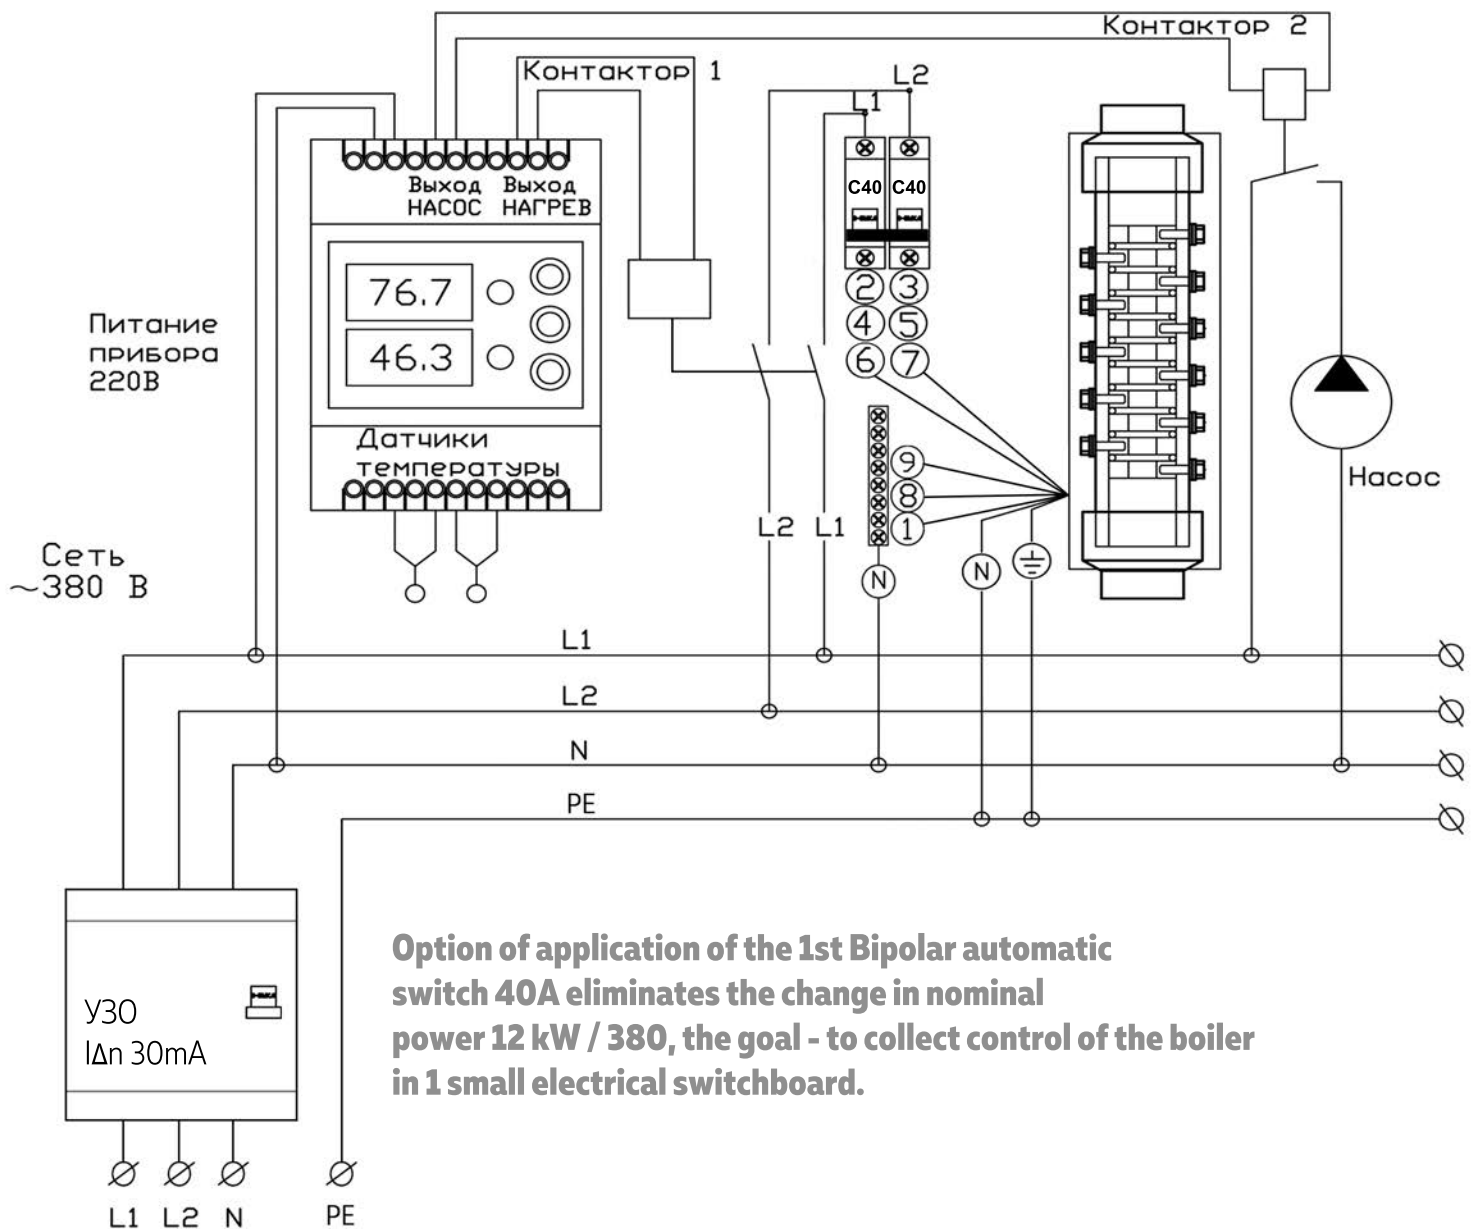 Контактор 2
Контактор 1
L2
L1
Выход
НАСОС
Выход
НАГРЕВ
C40
C40
76.7
46.3
2
3
4
5
6
7
Питание
прибора
220В
Датчики
температуры
9
8
1
Насос
L2
L1
N
N
Сеть
~380 В
L1
L2
N
PE
УЗО
IΔn 30mA
Option of application of the 1st Bipolar automatic
switch 40A eliminates the change in nominal
power 12 kW / 380, the goal - to collect control of the boiler
in 1 small electrical switchboard.
L1
L2
N
PE